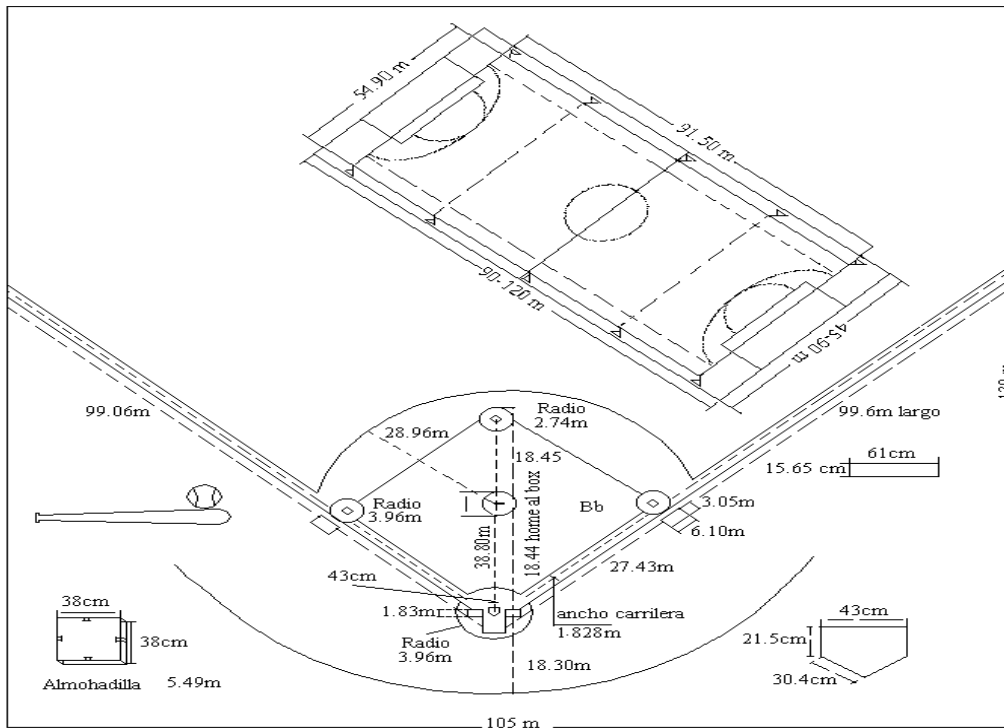 54.90 m
91.50 m
90-120 m
45-90 m
99.06m
28.96m
Radio
2.74m
18.45
99.6m largo
61cm
15.65 cm
Radio
3.96m
Bb
3.05m
6.10m
38.80m
18.44 home al box
27.43m
43cm
38cm
38cm
Almohadilla
5.49m
1.83m
Radio
3.96m
ancho carrilera
1.828m
18.30m
43cm
21.5cm
30.4cm
105 m